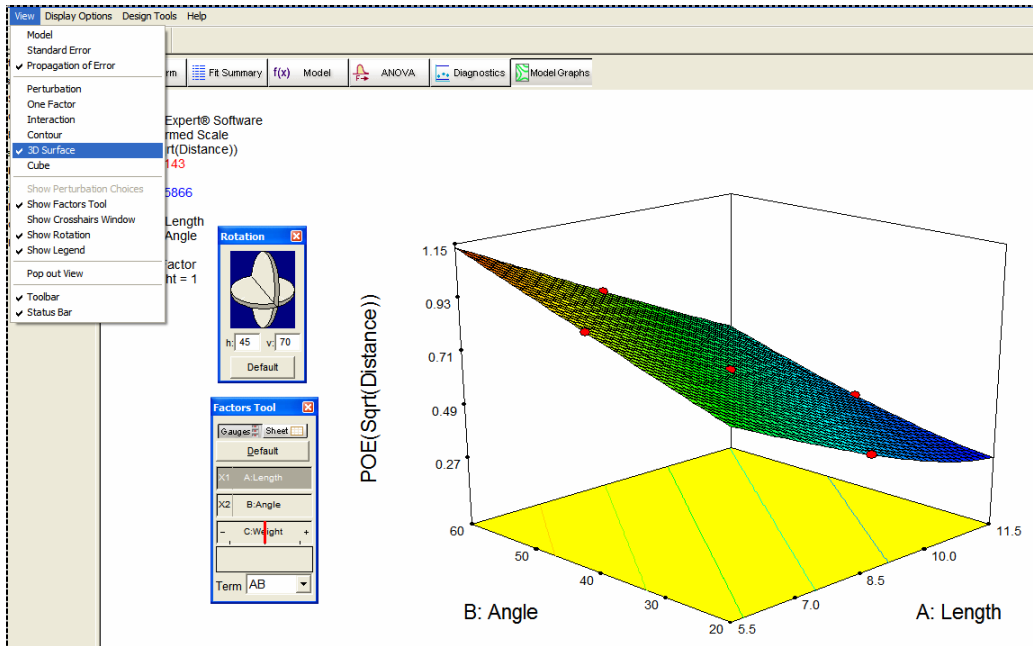 View Display Options Design Tools Help
Model
Standard Error
Propagation of Error
Perturbation
One Factor
Interaction
Contour
3D Surface
Cube
Show Perturbation Choices
Show Factors Tool
Show Crosshairs Window
Show Rotation
Show Legend
Pop out View
Toolbar
Status Bar
rm Fit Summary f(x) Model ANOVA Diagnostics Model Graphs
Expert® Software
rmed Scale
rt(Distance))
143
5866
Length
Angle
actor
ht = 1
Rotation
h: 45 v: 70
Default
Factors Tool
Gauges Sheet
Default
X1 A:Length
X2 B:Angle
- C:Weight +
Term AB
POE(Sqrt(Distance))
1.15
0.93
0.71
0.49
0.27
60
50
40
30
20
5.5
7.0
8.5
10.0
11.5
B: Angle
A: Length